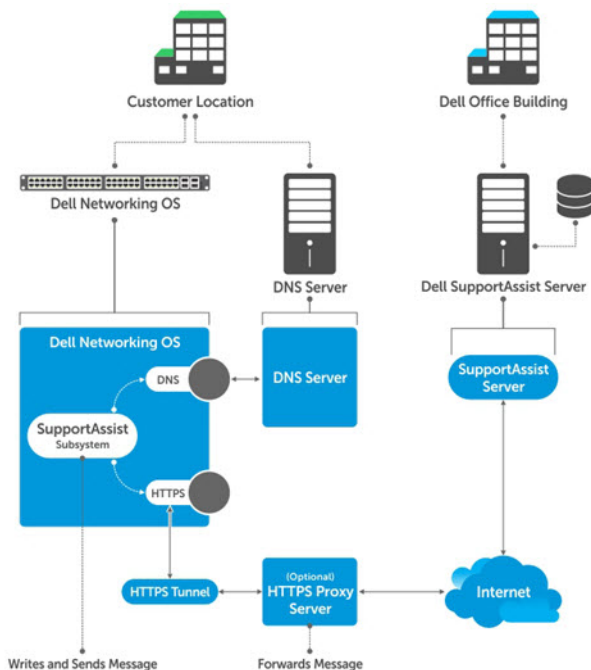 Customer Location
Dell Office Building
Dell Networking OS
DNS Server
Dell SupportAssist Server
Dell Networking OS
DNS
DNS Server
SupportAssist
Server
SupportAssist
Subsystem
HTTPS
HTTPS Tunnel
(Optional)
HTTPS Proxy
Server
Internet
Writes and Sends Message
Forwards Message